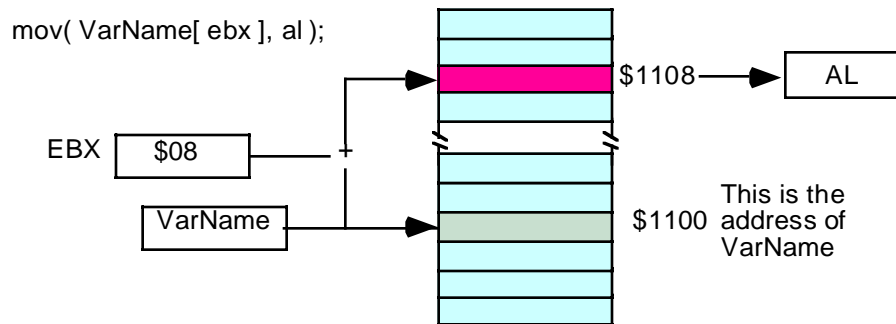 mov( VarName[ ebx ], al );
$1108
AL
EBX
$08
+
VarName
$1100
This is the
address of
VarName